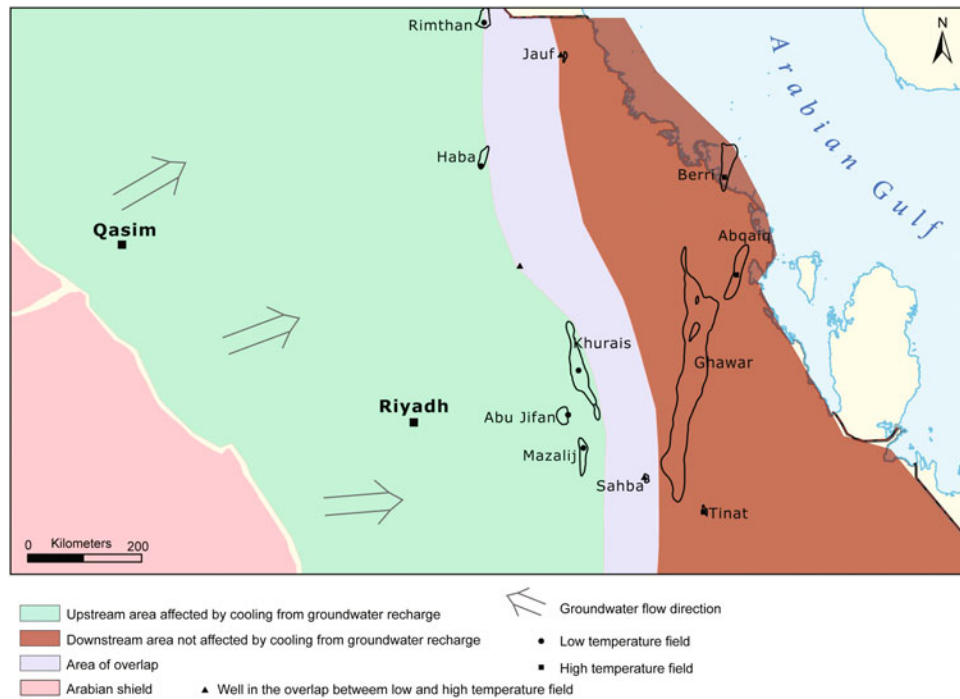 Rimthan
N
Jauf
Arabian Gulf
Haba
Berri
Qasim
Abqaiq
Khurais
Ghawar
Riyadh
Abu Jifan
Mazalij
Sahba
Tinat
0 Kilometers 200
Upstream area affected by cooling from groundwater recharge
Downstream area not affected by cooling from groundwater recharge
Area of overlap
Arabian shield
Well in the overlap betweem low and high temperature field
Groundwater flow direction
Low temperature field
High temperature field